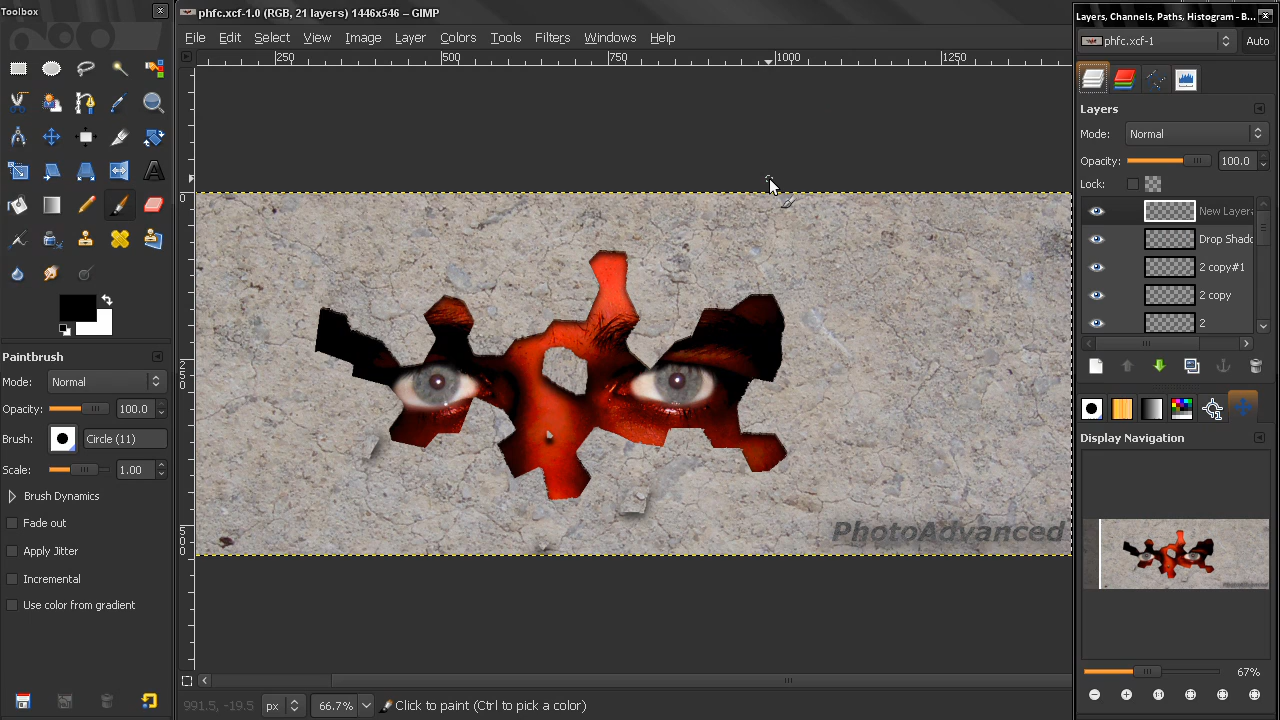 Toolbox
phfc.xcf-1.0 (RGB, 21 layers) 1446x546 – GIMP
Layers, Channels, Paths, Histogram - B...
File Edit Select View Image Layer Colors Tools Filters Windows Help
phfc.xcf-1
Auto
250 500 750 1000 1250
Layers
Mode: Normal
Opacity: 100.0
Lock:
New Layer
Drop Shado
2 copy#1
2 copy
2
0
250
500
Paintbrush
Mode: Normal
Opacity: 100.0
Brush: Circle (11)
Scale: 1.00
Brush Dynamics
Fade out
Apply Jitter
Incremental
Use color from gradient
PhotoAdvanced
Display Navigation
67%
991.5, -19.5 px 66.7% Click to paint (Ctrl to pick a color)